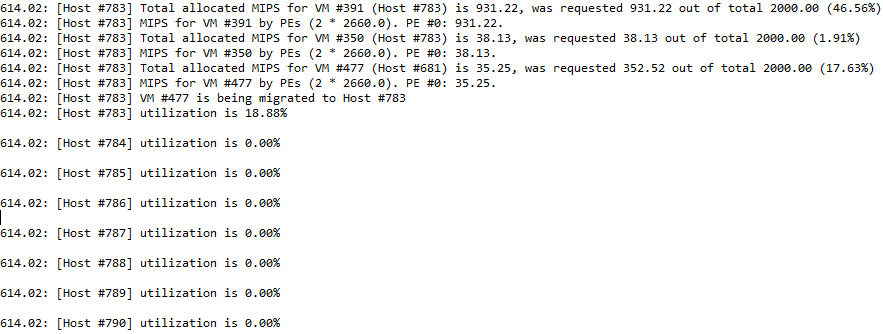 614.02: [Host #783] Total allocated MIPS for VM #391 (Host #783) is 931.22, was requested 931.22 out of total 2000.00 (46.56%)
614.02: [Host #783] MIPS for VM #391 by PEs (2 * 2660.0). PE #0: 931.22.
614.02: [Host #783] Total allocated MIPS for VM #350 (Host #783) is 38.13, was requested 38.13 out of total 2000.00 (1.91%)
614.02: [Host #783] MIPS for VM #350 by PEs (2 * 2660.0). PE #0: 38.13.
614.02: [Host #783] Total allocated MIPS for VM #477 (Host #681) is 35.25, was requested 352.52 out of total 2000.00 (17.63%)
614.02: [Host #783] MIPS for VM #477 by PEs (2 * 2660.0). PE #0: 35.25.
614.02: [Host #783] VM #477 is being migrated to Host #783
614.02: [Host #783] utilization is 18.88%
614.02: [Host #784] utilization is 0.00%
614.02: [Host #785] utilization is 0.00%
614.02: [Host #786] utilization is 0.00%
614.02: [Host #787] utilization is 0.00%
614.02: [Host #788] utilization is 0.00%
614.02: [Host #789] utilization is 0.00%
614.02: [Host #790] utilization is 0.00%